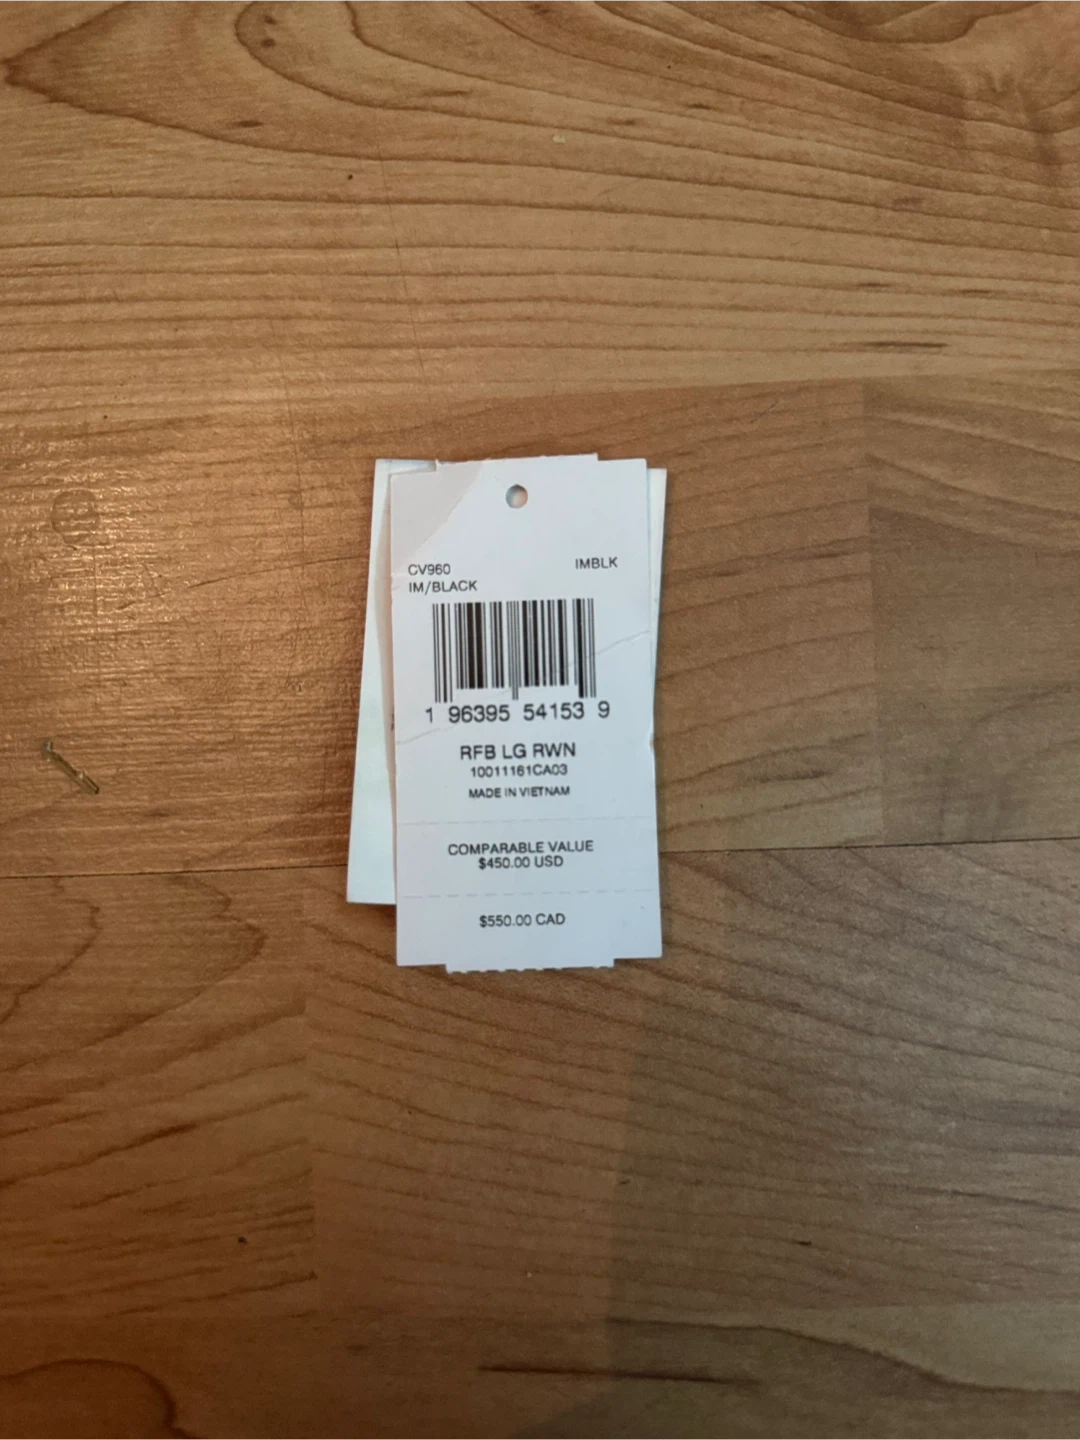 CV960 IMBLK
IM/BLACK
1 96395 54153 9
RFB LG RWN
10011161CA03
MADE IN VIETNAM
COMPARABLE VALUE
$450.00 USD
$550.00 CAD